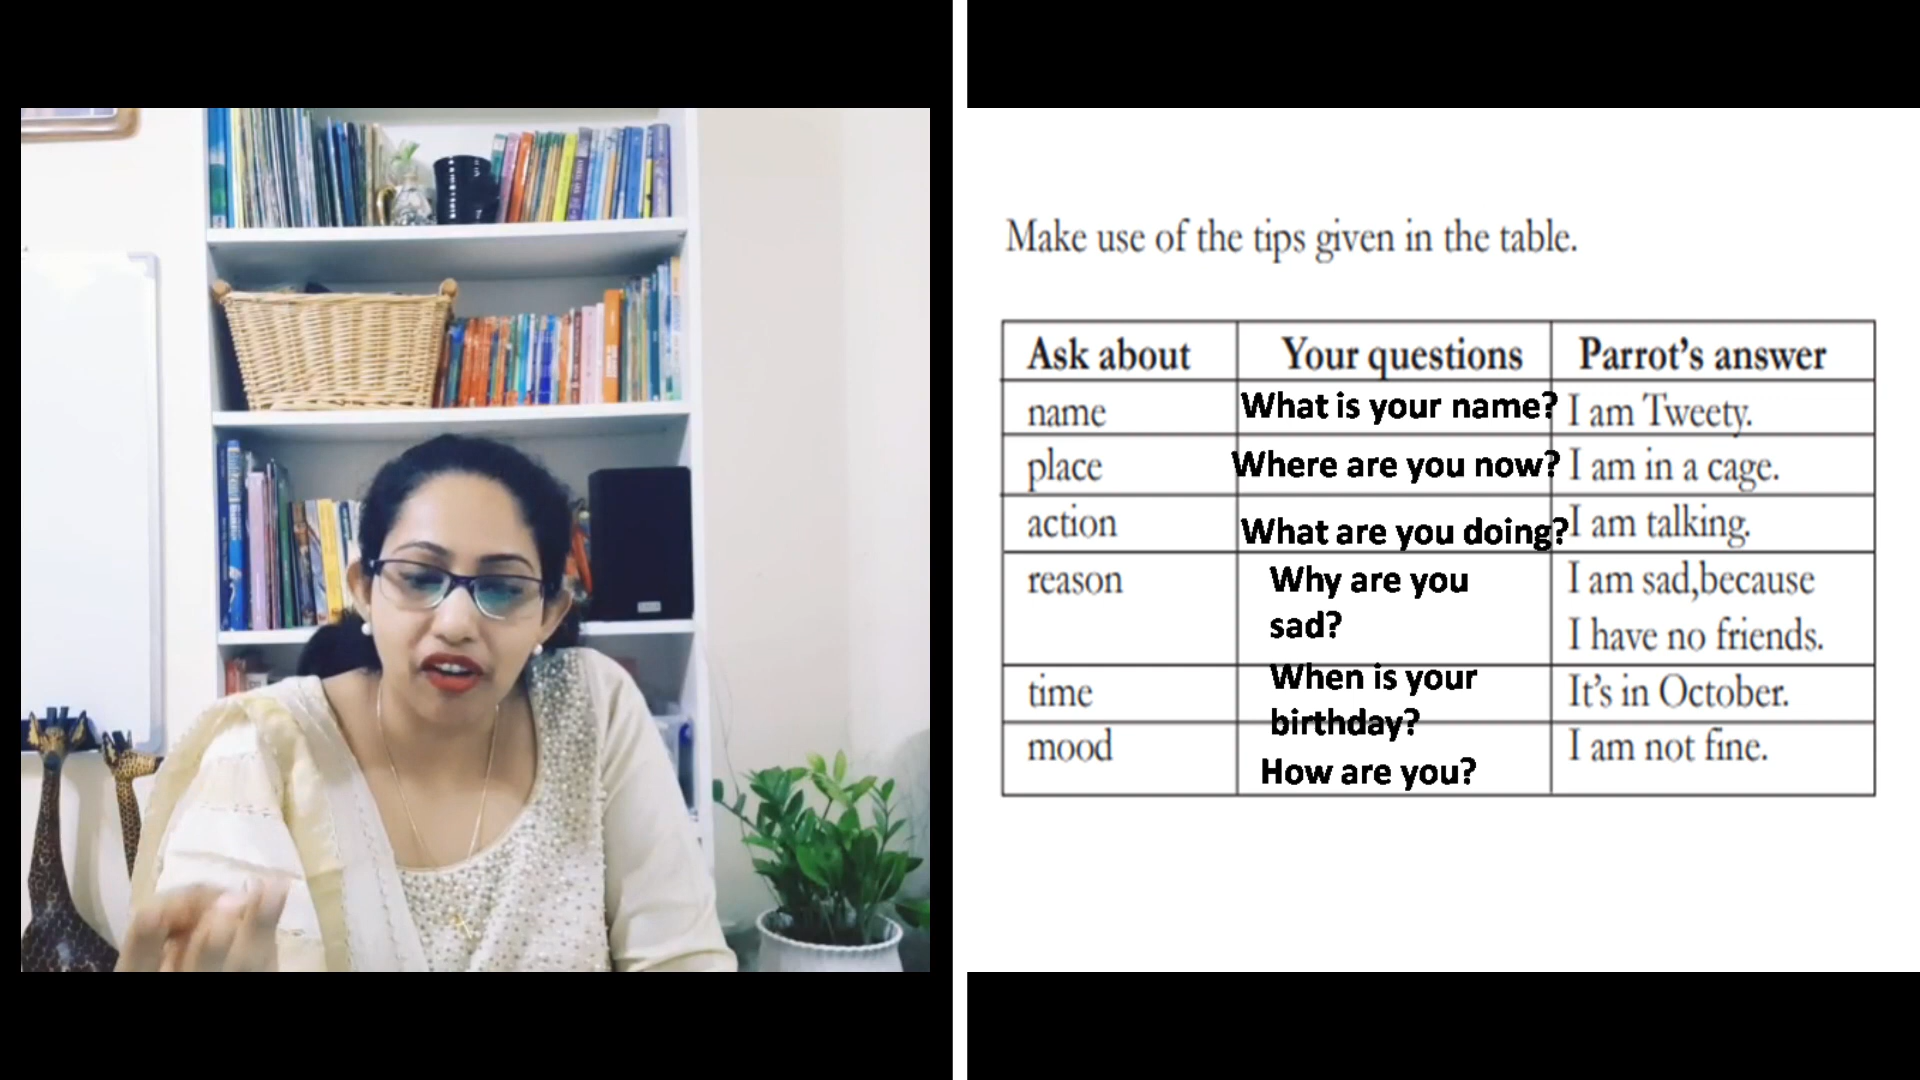 Make use of the tips given in the table.
Ask about Your questions Parrot's answer
name What is your name? I am Tweety.
place Where are you now? I am in a cage.
action What are you doing? I am talking.
reason Why are you sad? I am sad,because
I have no friends.
time When is your birthday? It's in October.
mood How are you? I am not fine.